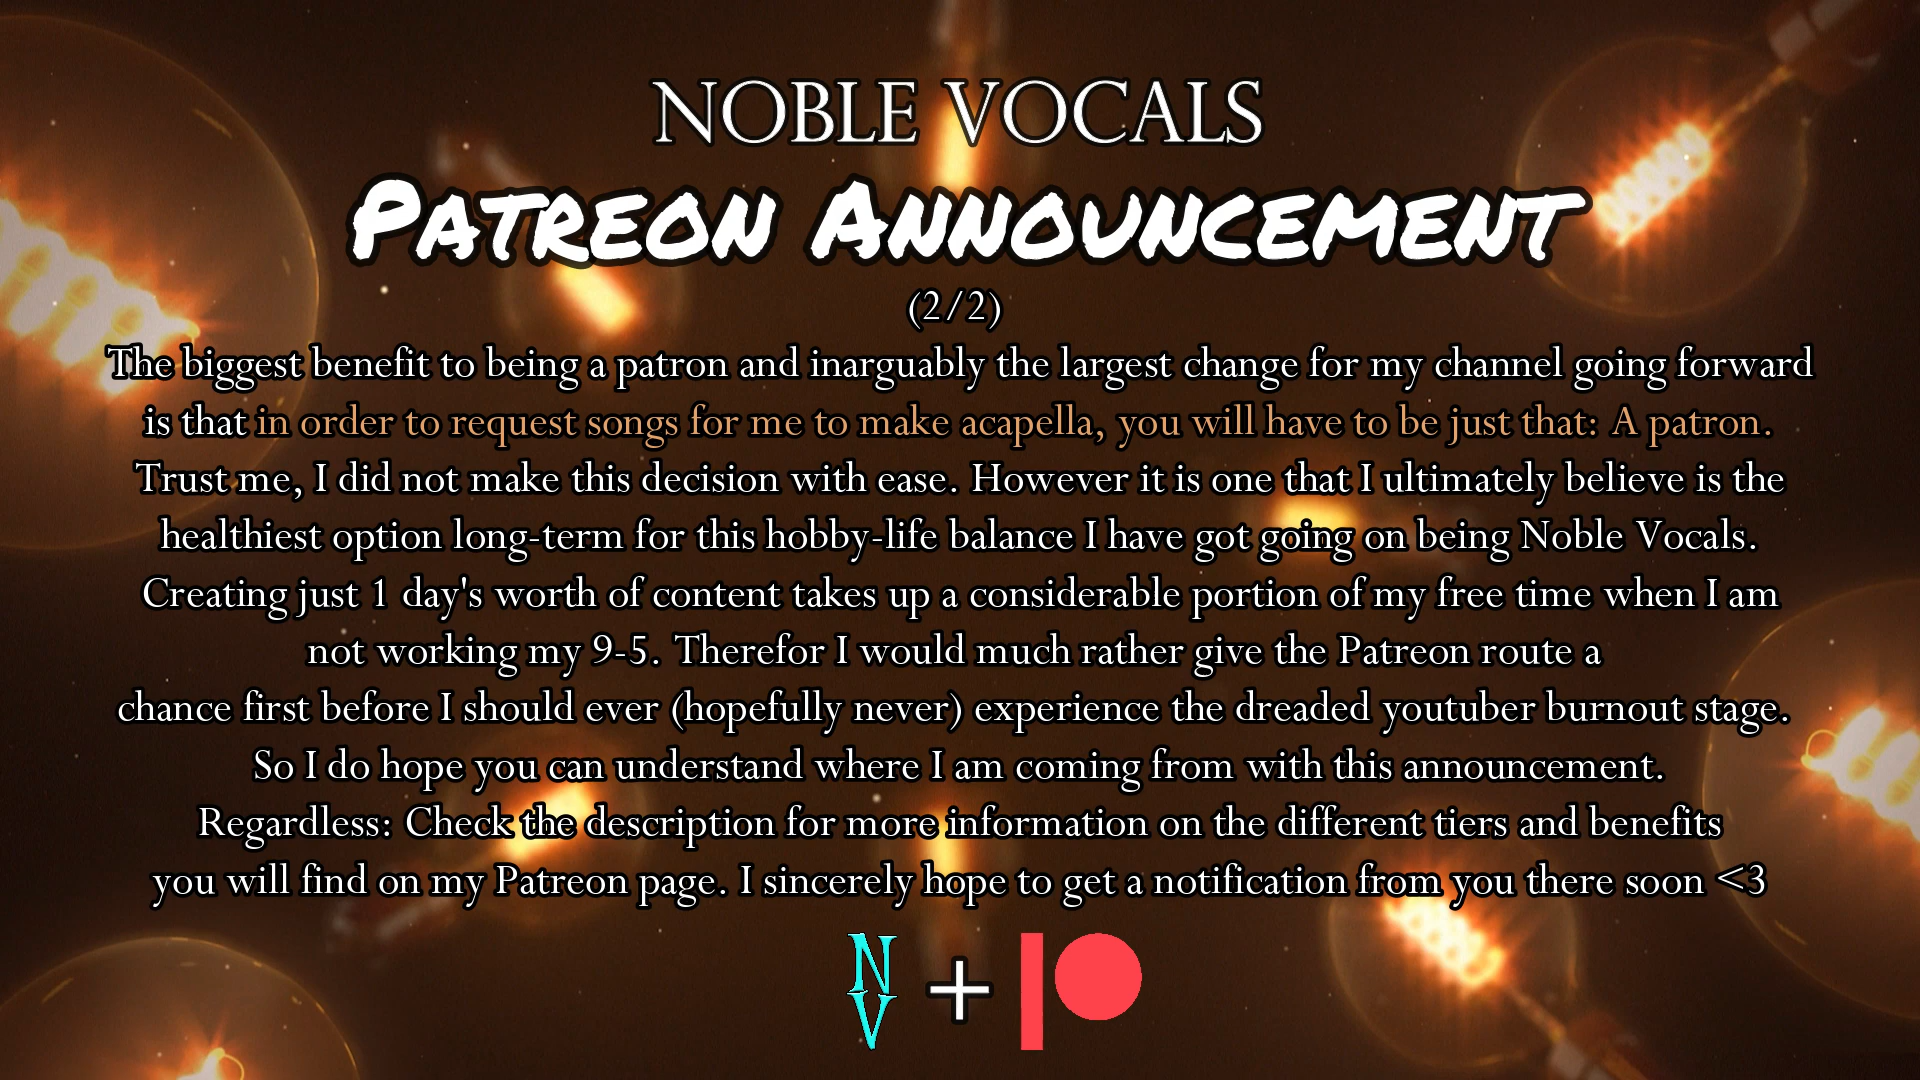 NOBLE VOCALS
PATREON ANNOUNCEMENT
(2/2)
The biggest benefit to being a patron and inarguably the largest change for my channel going forward
is that in order to request songs for me to make acapella, you will have to be just that: A patron.
Trust me, I did not make this decision with ease. However it is one that I ultimately believe is the
healthiest option long-term for this hobby-life balance I have got going on being Noble Vocals.
Creating just 1 day's worth of content takes up a considerable portion of my free time when I am
not working my 9-5. Therefor I would much rather give the Patreon route a
chance first before I should ever (hopefully never) experience the dreaded youtuber burnout stage.
So I do hope you can understand where I am coming from with this announcement.
Regardless: Check the description for more information on the different tiers and benefits
you will find on my Patreon page. I sincerely hope to get a notification from you there soon <3
N
V
+